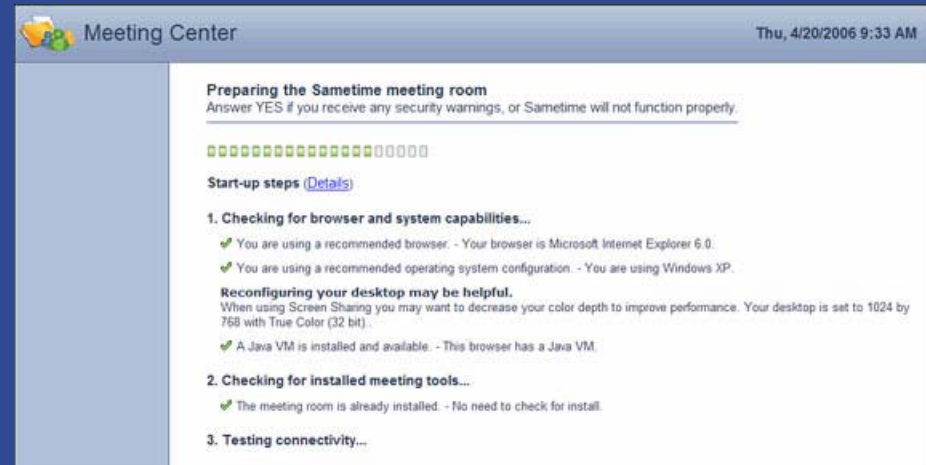 Meeting Center
Thu, 4/20/2006 9:33 AM
Preparing the Sametime meeting room
Answer YES if you receive any security warnings, or Sametime will not function properly.
Start-up steps (Details)
1. Checking for browser and system capabilities...
You are using a recommended browser. - Your browser is Microsoft Internet Explorer 6.0.
You are using a recommended operating system configuration. - You are using Windows XP.
Reconfiguring your desktop may be helpful.
When using Screen Sharing you may want to decrease your color depth to improve performance. Your desktop is set to 1024 by
768 with True Color (32 bit).
A Java VM is installed and available. - This browser has a Java VM.
2. Checking for installed meeting tools...
The meeting room is already installed. - No need to check for install.
3. Testing connectivity...